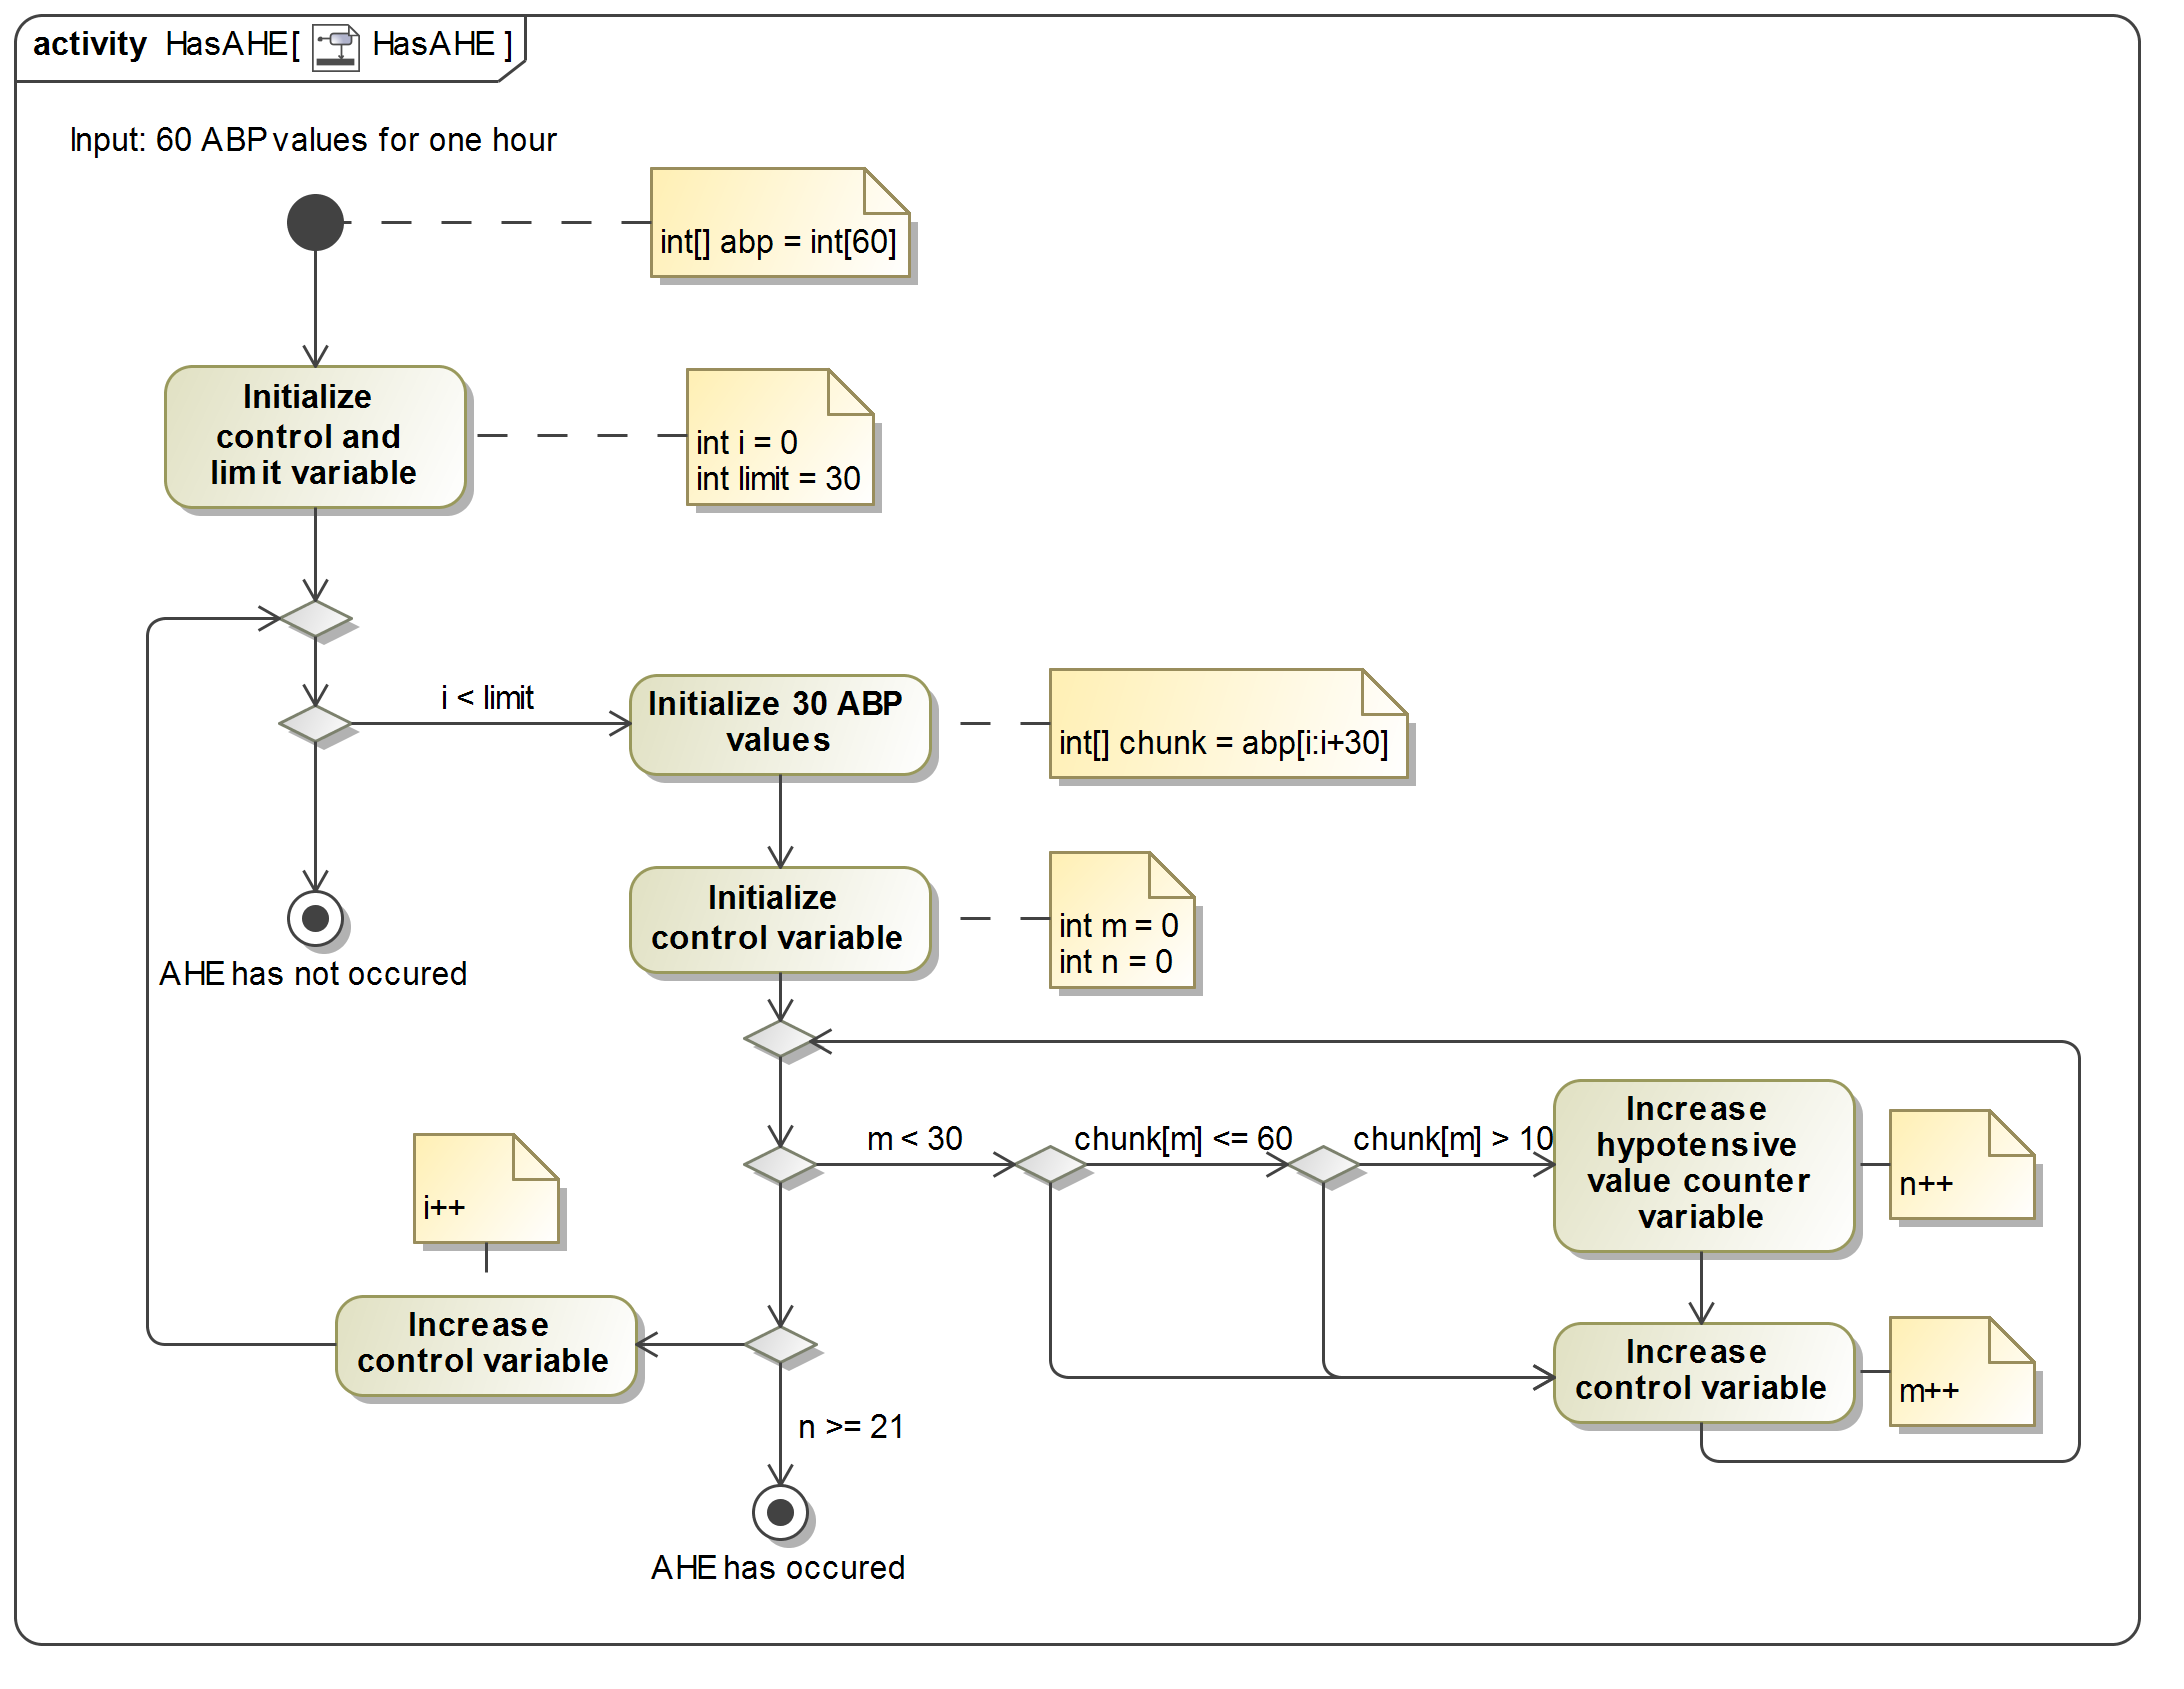 activity HasAHE[ HasAHE ]
Input: 60 ABP values for one hour
int[] abp = int[60]
Initialize
control and
limit variable
int i = 0
int limit = 30
i < limit
Initialize 30 ABP
values
int[] chunk = abp[i:i+30]
Initialize
control variable
int m = 0
int n = 0
AHE has not occured
m < 30
chunk[m] <= 60
chunk[m] > 10
Increase
hypotensive
value counter
variable
n++
i++
Increase
control variable
Increase
control variable
m++
n >= 21
AHE has occured